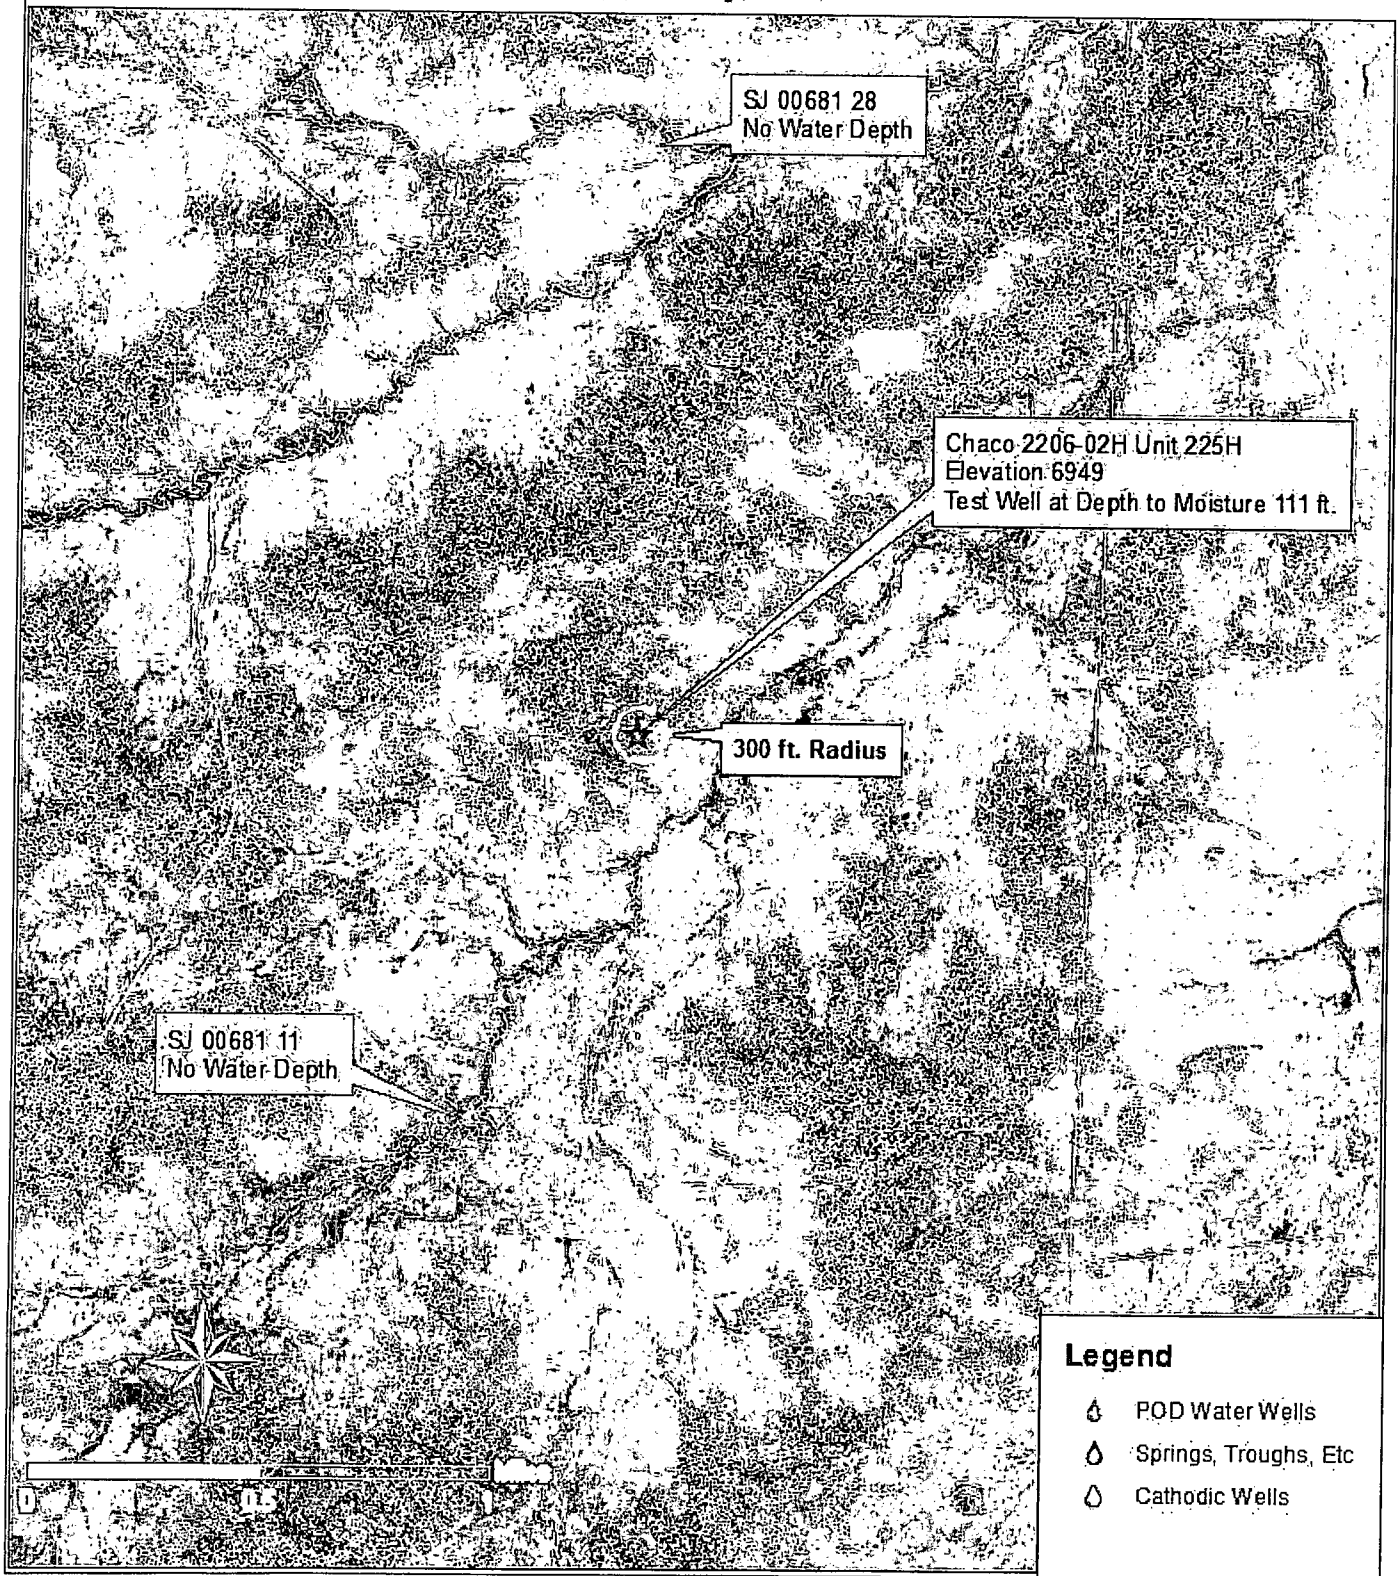 SJ 00681 28
No Water Depth
Chaco 2206-02H Unit 225H
Elevation 6949
Test Well at Depth to Moisture 111 ft.
300 ft. Radius
SJ 00681 11
No Water Depth
0 0.5 1
Legend
POD Water Wells
Springs, Troughs, Etc
Cathodic Wells